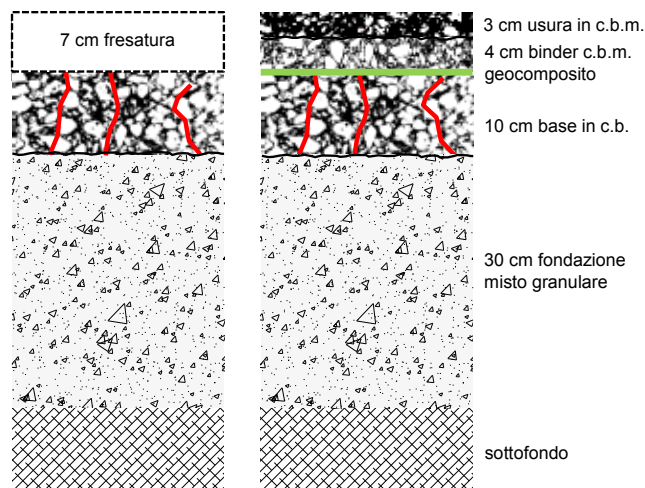 7 cm fresatura
3 cm usura in c.b.m.
4 cm binder c.b.m.
geocomposito
10 cm base in c.b.
30 cm fondazione
misto granulare
sottofondo